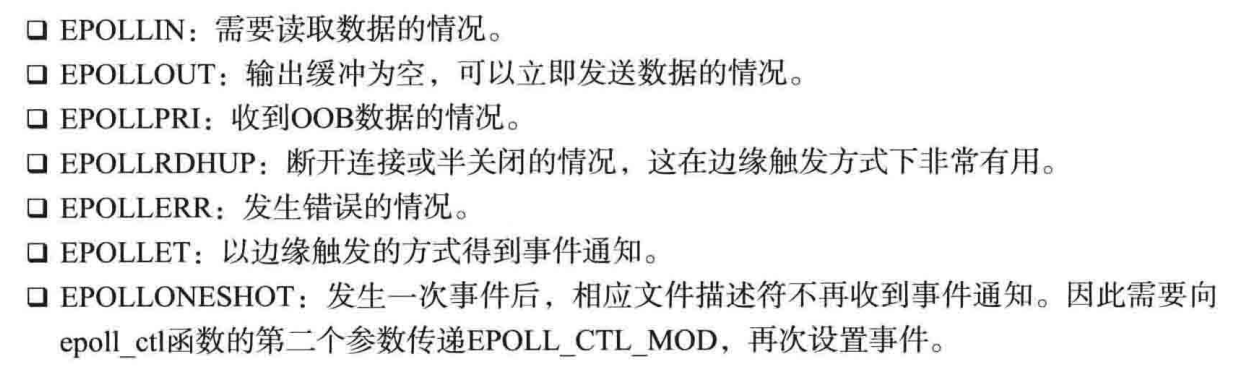 ❑ EPOLLIN：需要读取数据的情况。
❑ EPOLLOUT：输出缓冲为空，可以立即发送数据的情况。
❑ EPOLLPRI：收到OOB数据的情况。
❑ EPOLLRDHUP：断开连接或半关闭的情况，这在边缘触发方式下非常有用。
❑ EPOLLERR：发生错误的情况。
❑ EPOLLET：以边缘触发的方式得到事件通知。
❑ EPOLLONESHOT：发生一次事件后，相应文件描述符不再收到事件通知。因此需要向
epoll_ctl函数的第二个参数传递EPOLL_CTL_MOD，再次设置事件。